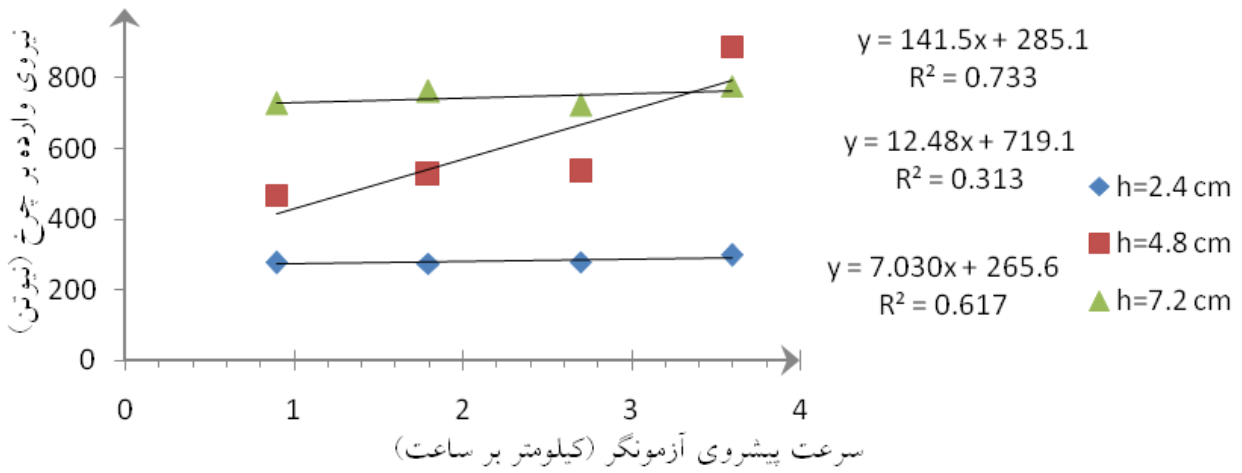 نیروی وارده بر چرخ (نیوتن)
800
600
400
200
0
0 1 2 3 4
سرعت پیشروی آزمونگر (کیلومتر بر ساعت)
y = 141.5x + 285.1
R² = 0.733
y = 12.48x + 719.1
R² = 0.313
y = 7.030x + 265.6
R² = 0.617
h=2.4 cm
h=4.8 cm
h=7.2 cm